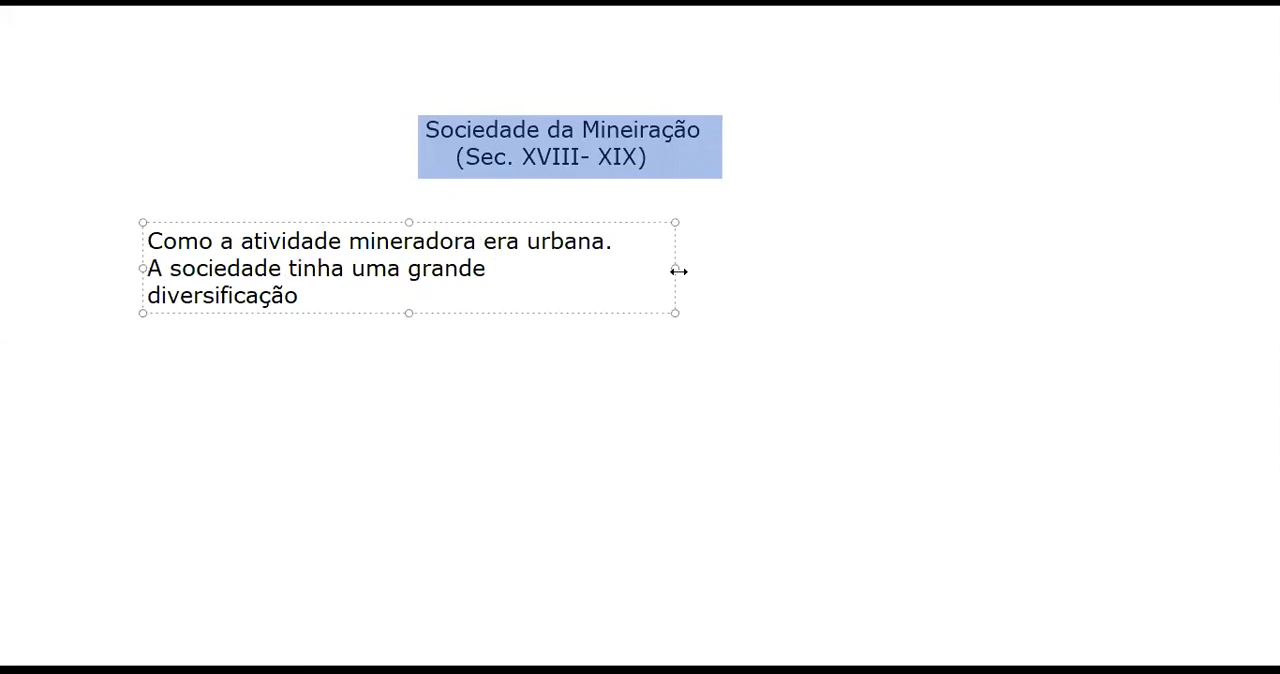 Sociedade da Mineiração
(Sec. XVIII- XIX)
Como a atividade mineradora era urbana.
A sociedade tinha uma grande
diversificação